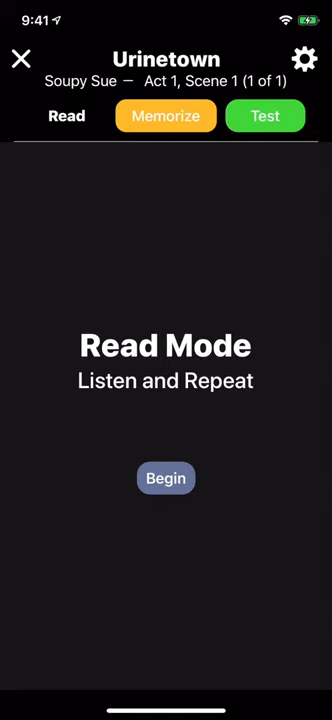 9:41
Urinetown
Soupy Sue — Act 1, Scene 1 (1 of 1)
Read Memorize Test
Read Mode
Listen and Repeat
Begin